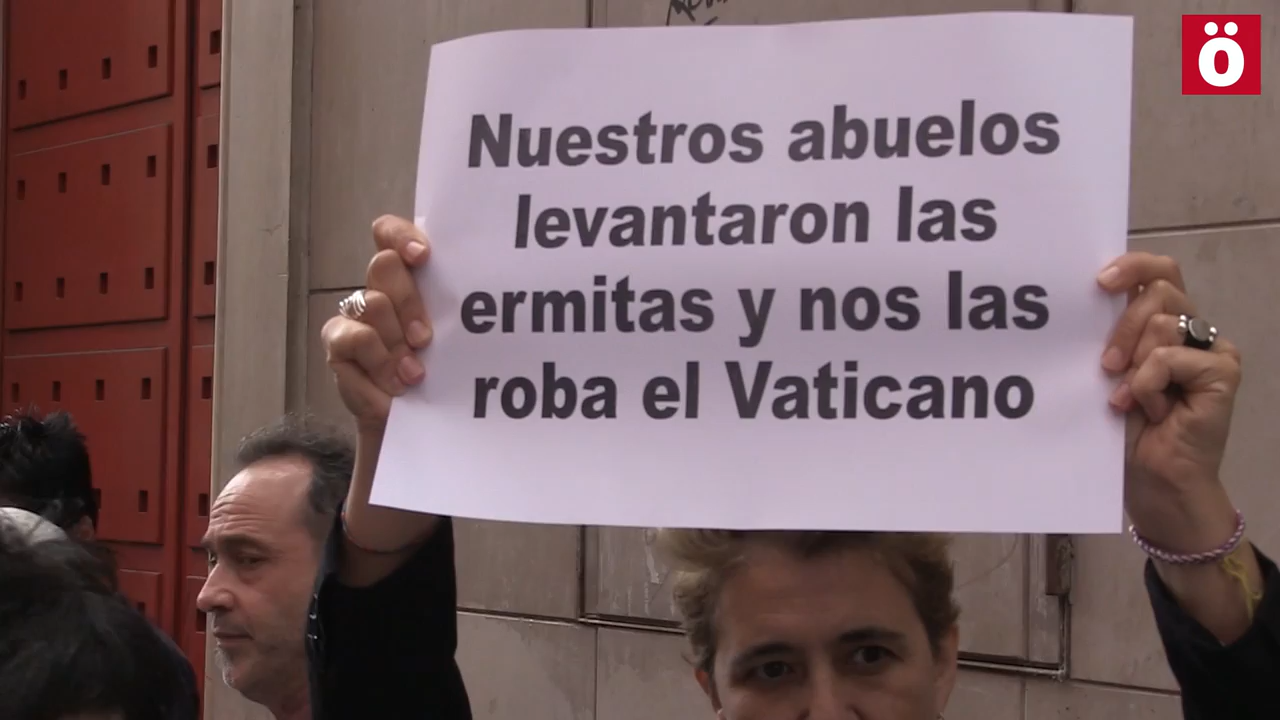 ö
Nuestros abuelos
levantaron las
ermitas y nos las
roba el Vaticano